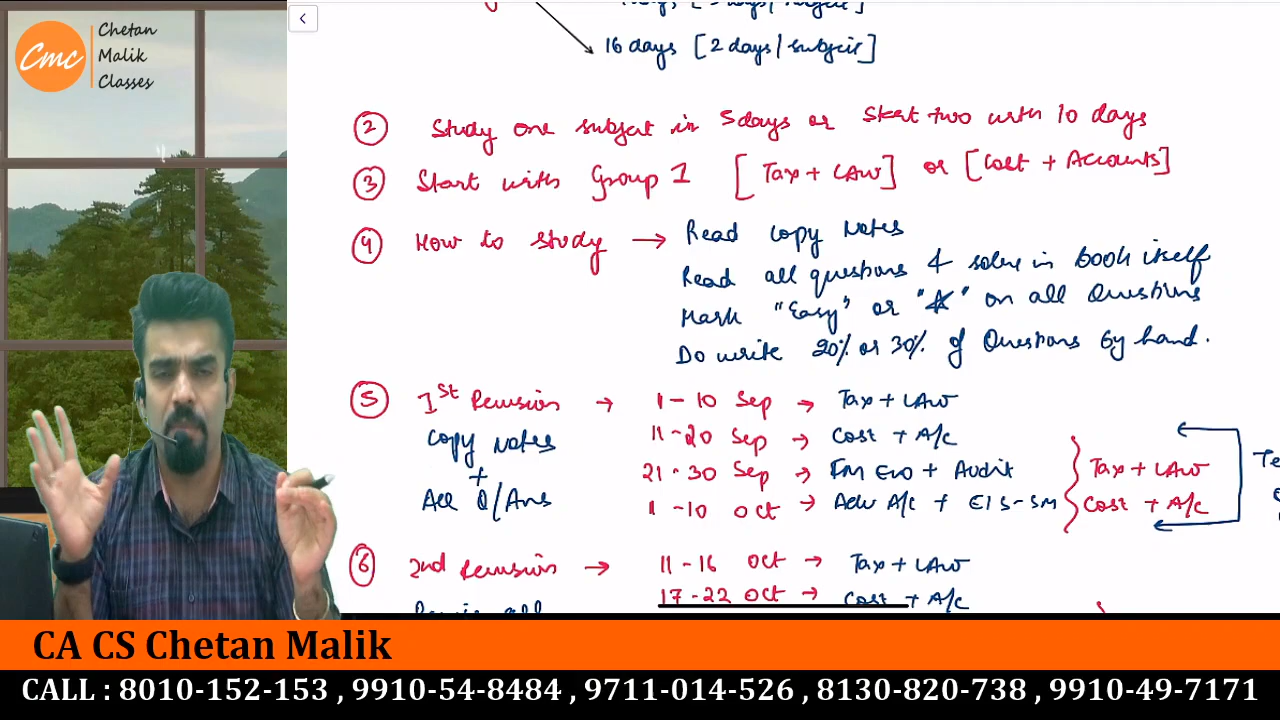 Chetan
Malik
Classes
cmc
16 days [2 days/subject]
② Study one subject in 5 days or start two with 10 days
③ Start with Group 1 [Tax + LAW] or [Cost + Accounts]
④ How to study → Read copy Notes
Read all questions & solve in book itself
Mark "Easy" or "☆" on all Questions
Do write 20% or 30% of Questions by hand.
⑤ 1st Revision → 1-10 Sep → Tax + LAW
Copy Notes
+
All Q/Ans
11-20 Sep → Cost + A/c
21-30 Sep → FM ECO + Audit
1-10 Oct → Adv A/c + EIS-SM
Tax + LAW
Cost + A/c
⑥ 2nd Revision → 11-16 Oct → Tax + LAW
17-22 Oct → Cost + A/c
CA CS Chetan Malik
CALL : 8010-152-153 , 9910-54-8484 , 9711-014-526 , 8130-820-738 , 9910-49-7171